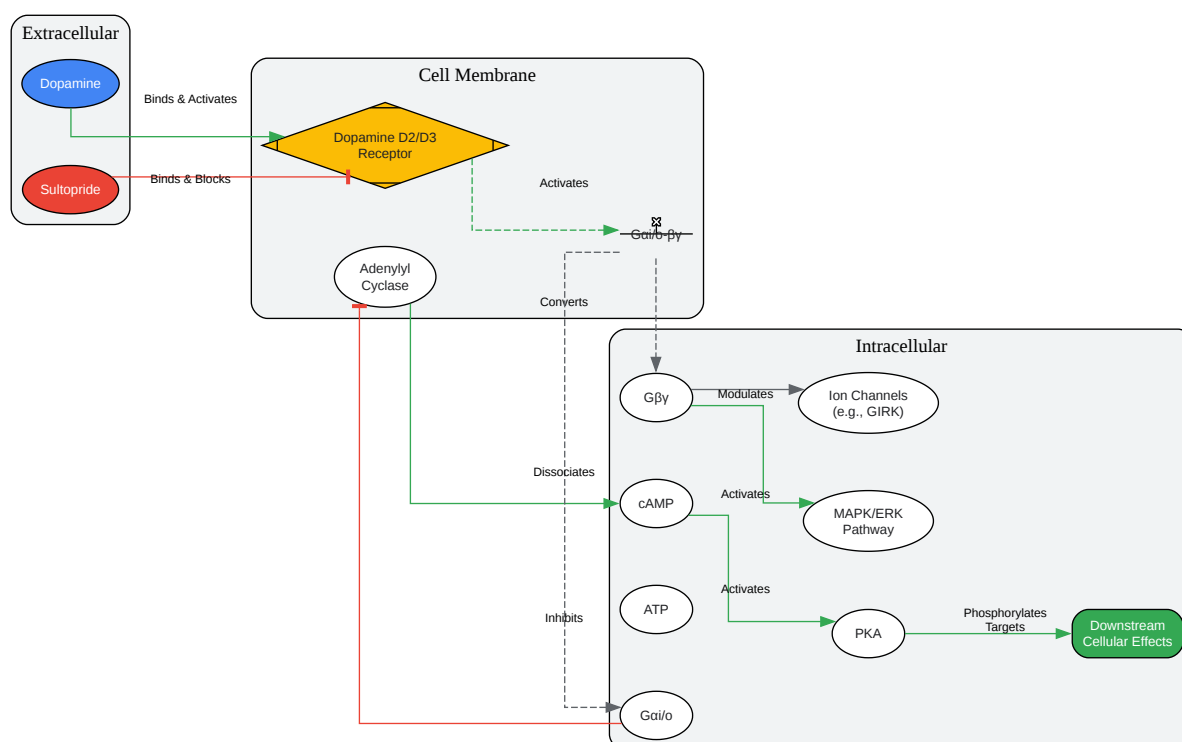 Extracellular
Dopamine
Sultopride
Binds & Activates
Binds & Blocks
Cell Membrane
Dopamine D2/D3
Receptor
Activates
Gαi/o-βγ
Adenylyl
Cyclase
Converts
Intracellular
Gβγ
Modulates
Ion Channels
(e.g., GIRK)
Dissociates
cAMP
Activates
MAPK/ERK
Pathway
Activates
Inhibits
ATP
PKA
Phosphorylates
Targets
Downstream
Cellular Effects
Gαi/o